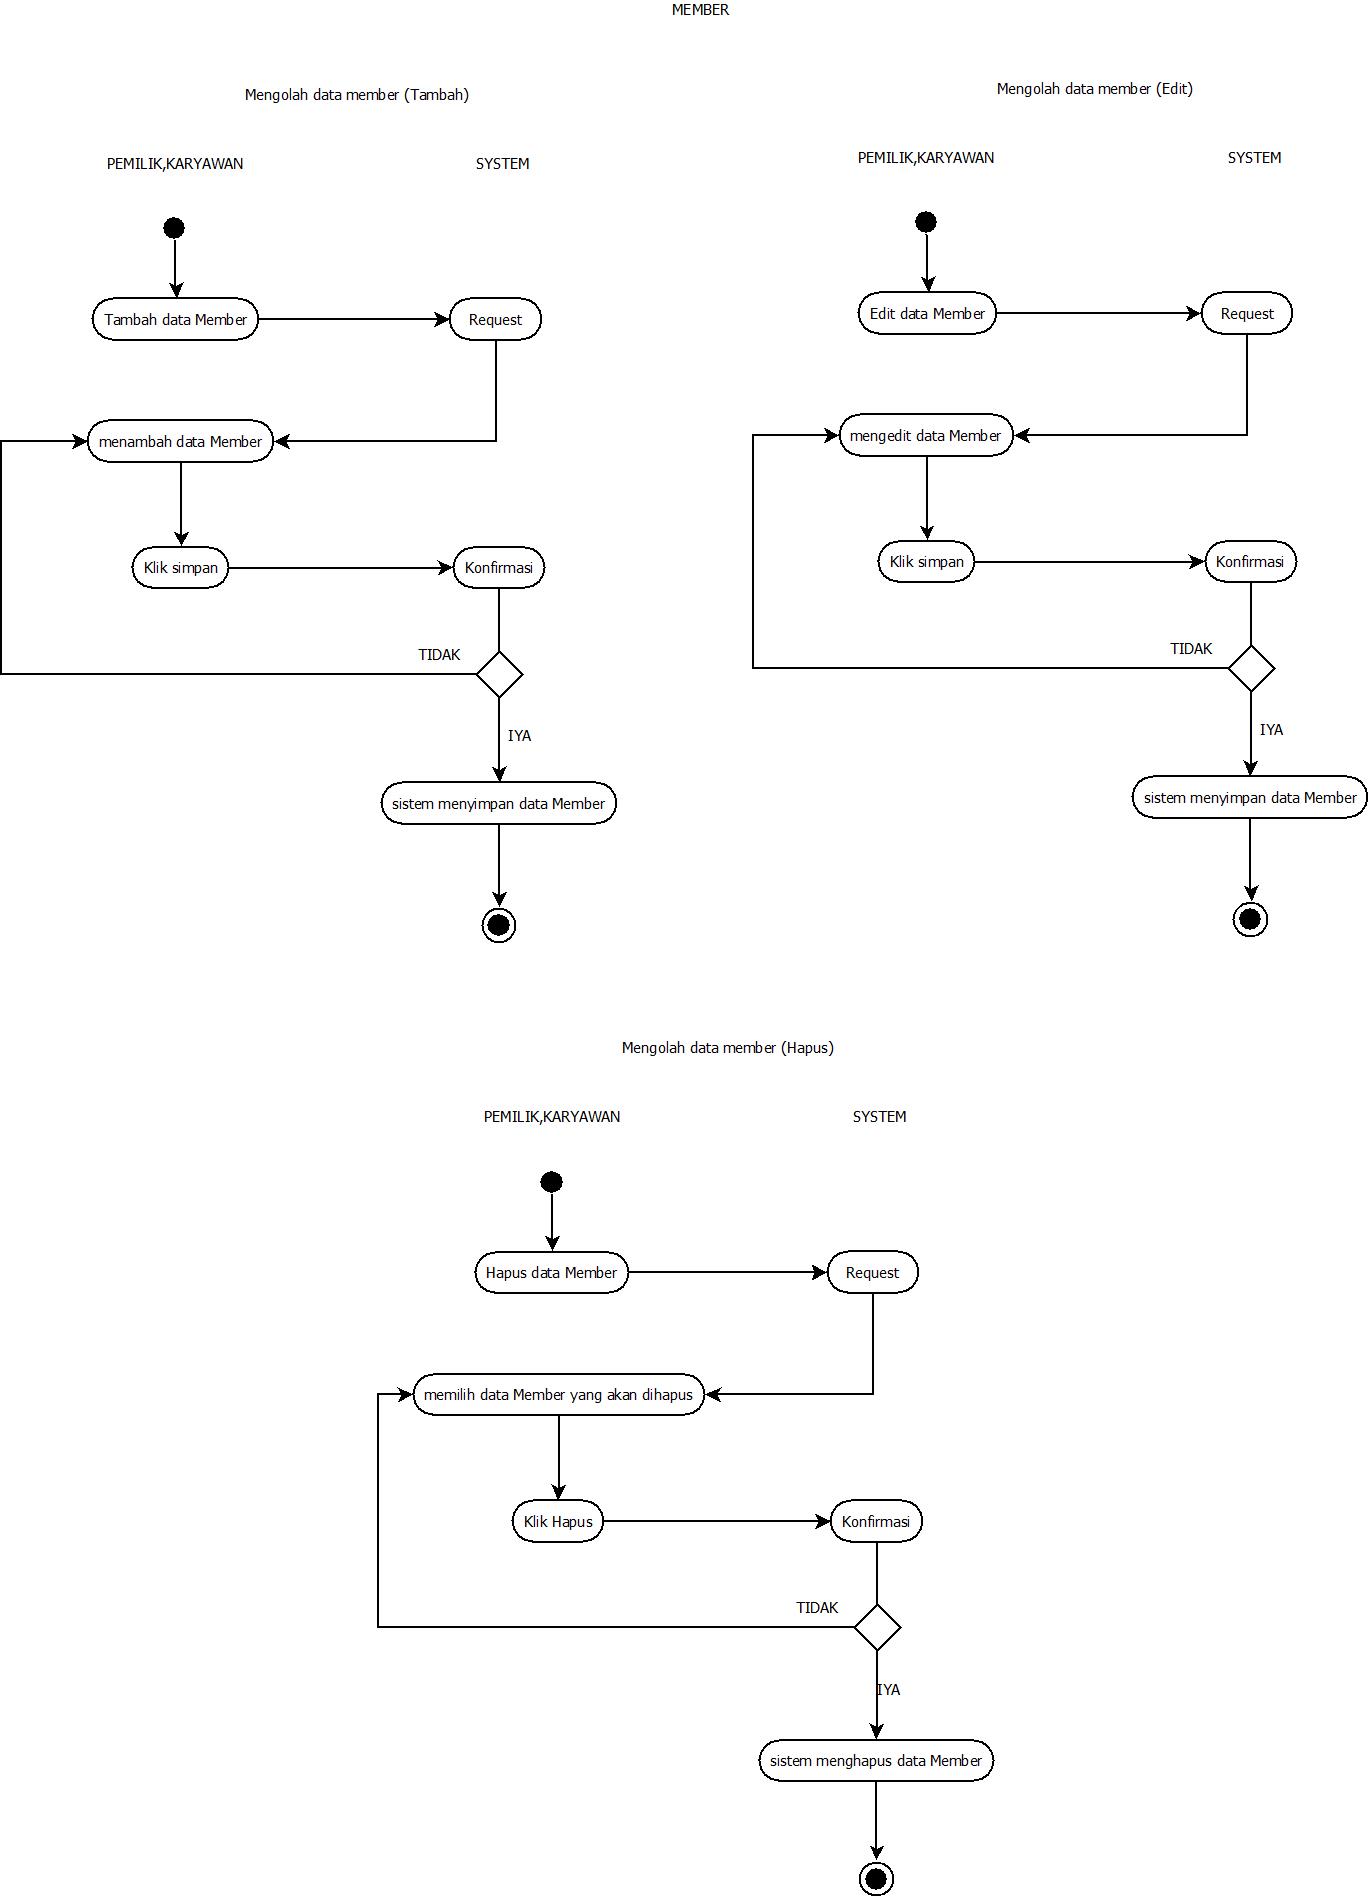 MEMBER
Mengolah data member (Tambah)
PEMILIK,KARYAWAN
SYSTEM
Tambah data Member
Request
menambah data Member
Klik simpan
Konfirmasi
TIDAK
IYA
sistem menyimpan data Member
Mengolah data member (Edit)
PEMILIK,KARYAWAN
SYSTEM
Edit data Member
Request
mengedit data Member
Klik simpan
Konfirmasi
TIDAK
IYA
sistem menyimpan data Member
Mengolah data member (Hapus)
PEMILIK,KARYAWAN
SYSTEM
Hapus data Member
Request
memilih data Member yang akan dihapus
Klik Hapus
Konfirmasi
TIDAK
IYA
sistem menghapus data Member